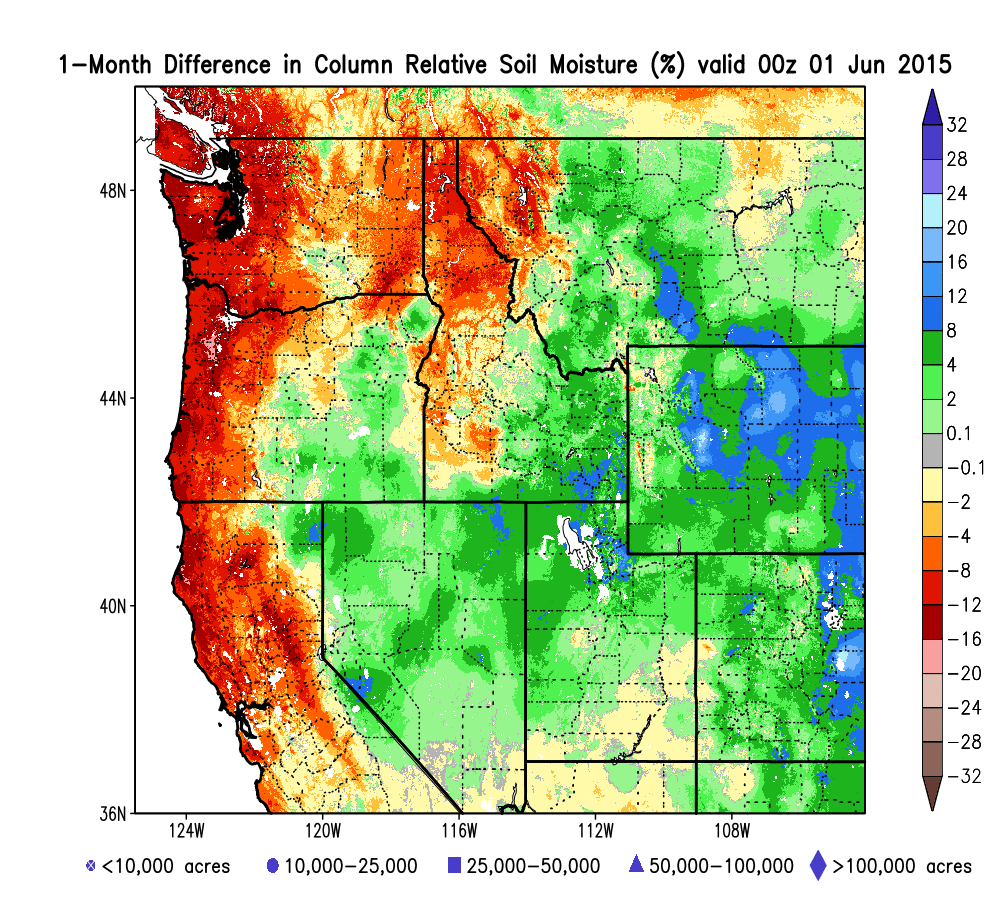 1-Month Difference in Column Relative Soil Moisture (%) valid 00z 01 Jun 2015
48N
44N
40N
36N
124W 120W 116W 112W 108W
32
28
24
20
16
12
8
4
2
0.1
-0.1
-2
-4
-8
-12
-16
-20
-24
-28
-32
<10,000 acres 10,000-25,000 25,000-50,000 50,000-100,000 >100,000 acres